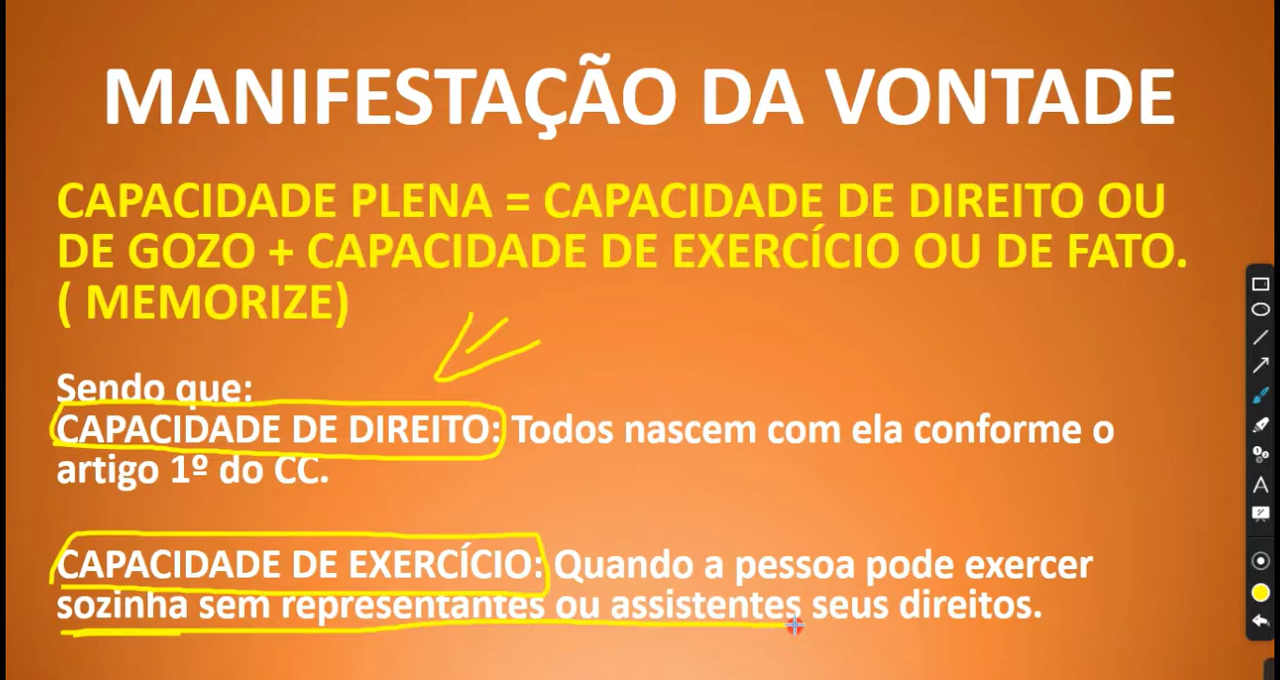 MANIFESTAÇÃO DA VONTADE
CAPACIDADE PLENA = CAPACIDADE DE DIREITO OU
DE GOZO + CAPACIDADE DE EXERCÍCIO OU DE FATO.
( MEMORIZE)
Sendo que:
CAPACIDADE DE DIREITO: Todos nascem com ela conforme o
artigo 1º do CC.
CAPACIDADE DE EXERCÍCIO: Quando a pessoa pode exercer
sozinha sem representantes ou assistentes seus direitos.